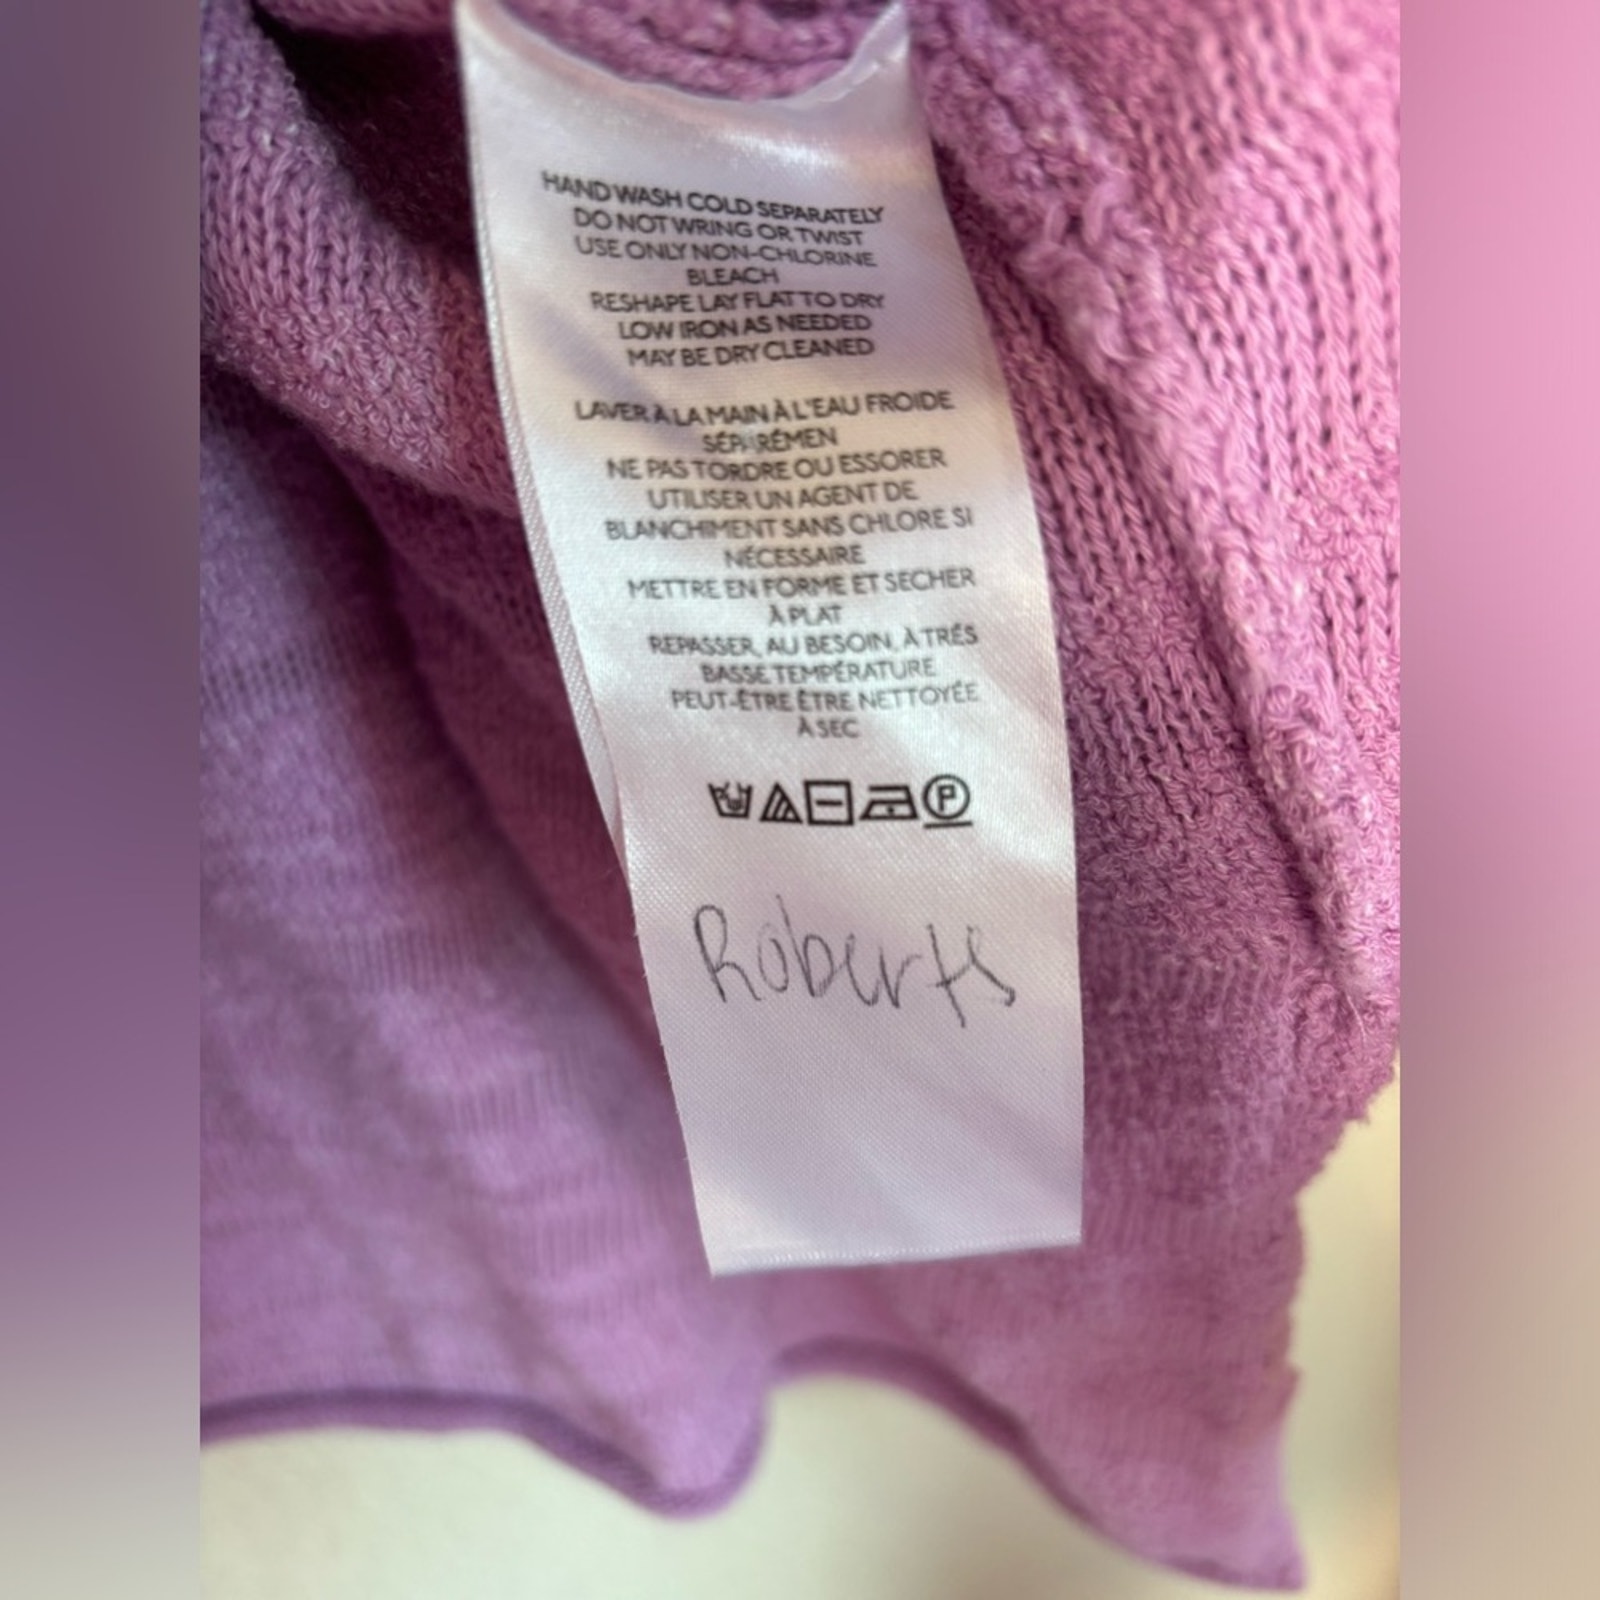 HAND WASH COLD SEPARATELY
DO NOT WRING OR TWIST
USE ONLY NON-CHLORINE
BLEACH
RESHAPE LAY FLAT TO DRY
LOW IRON AS NEEDED
MAY BE DRY CLEANED
LAVER À LA MAIN À L'EAU FROIDE
SÉPARÉMEN
NE PAS TORDRE OU ESSORER
UTILISER UN AGENT DE
BLANCHIMENT SANS CHLORE SI
NÉCESSAIRE
METTRE EN FORME ET SECHER
À PLAT
REPASSER, AU BESOIN, À TRÉS
BASSE TEMPÉRATURE
PEUT-ÊTRE ÊTRE NETTOYÉE
À SEC
P
Roberts